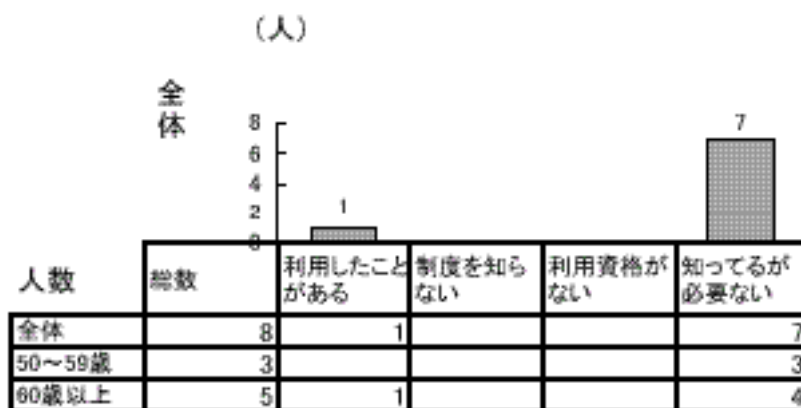 （人）
全体
8
6
4
2
0
1
7
人数 総数 利用したことがある 制度を知らない 利用資格がない 知ってるが必要ない
全体 8 1 7
50～59歳 3 3
60歳以上 5 1 4